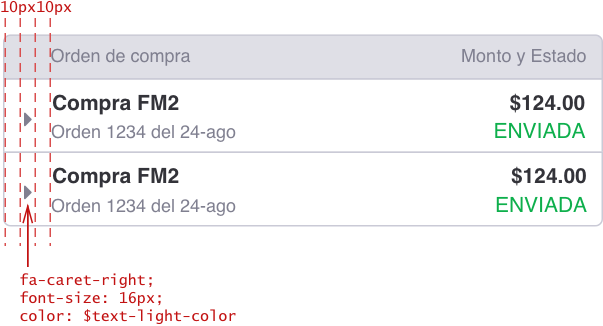 10px10px
Orden de compra Monto y Estado
Compra FM2 $124.00
Orden 1234 del 24-ago ENVIADA
Compra FM2 $124.00
Orden 1234 del 24-ago ENVIADA
fa-caret-right;
font-size: 16px;
color: $text-light-color